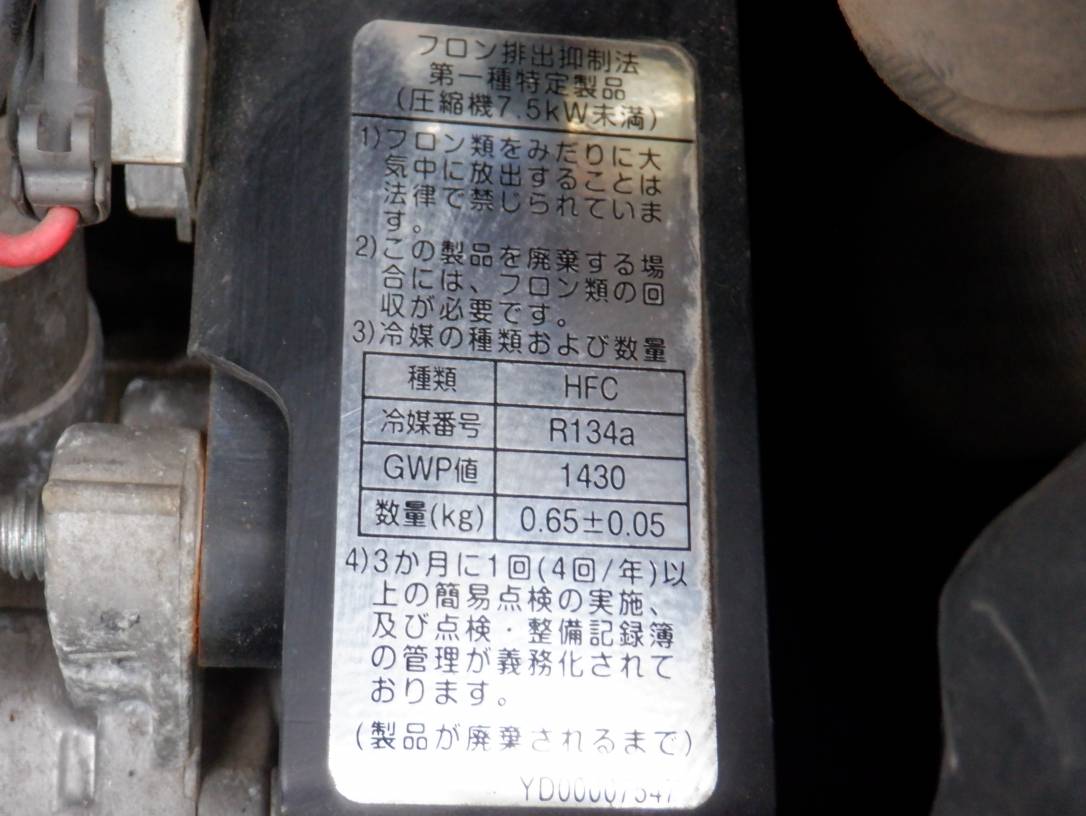 フロン排出抑制法
第一種特定製品
(圧縮機7.5kW未満)
1)フロン類をみだりに大
気中に放出することは
法律で禁じられていま
す。
2)この製品を廃棄する場
合には、フロン類の回
収が必要です。
3)冷媒の種類および数量
種類 HFC
冷媒番号 R134a
GWP値 1430
数量(kg) 0.65±0.05
4)3か月に1回(4回/年)以
上の簡易点検の実施、
及び点検・整備記録簿
の管理が義務化されて
おります。
(製品が廃棄されるまで)